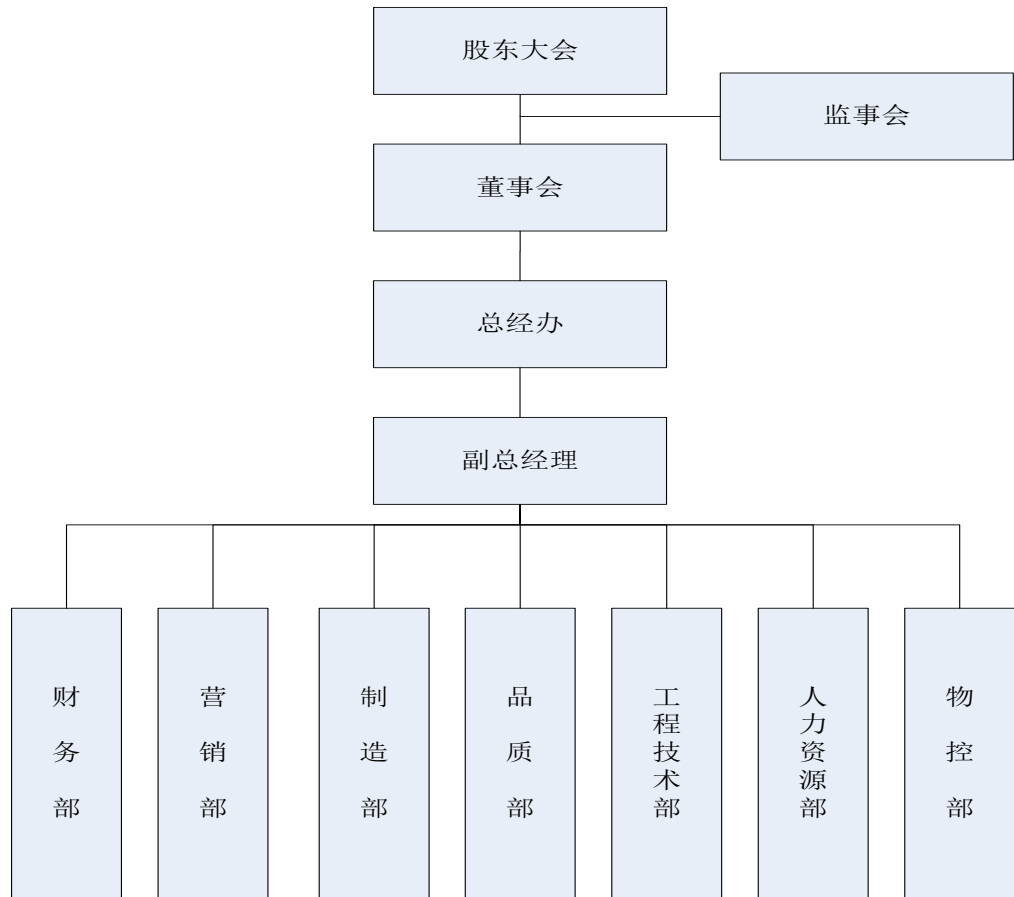 股东大会
监事会
董事会
总经办
副总经理
财务部
营销部
制造部
品质部
工程技术部
人力资源部
物控部